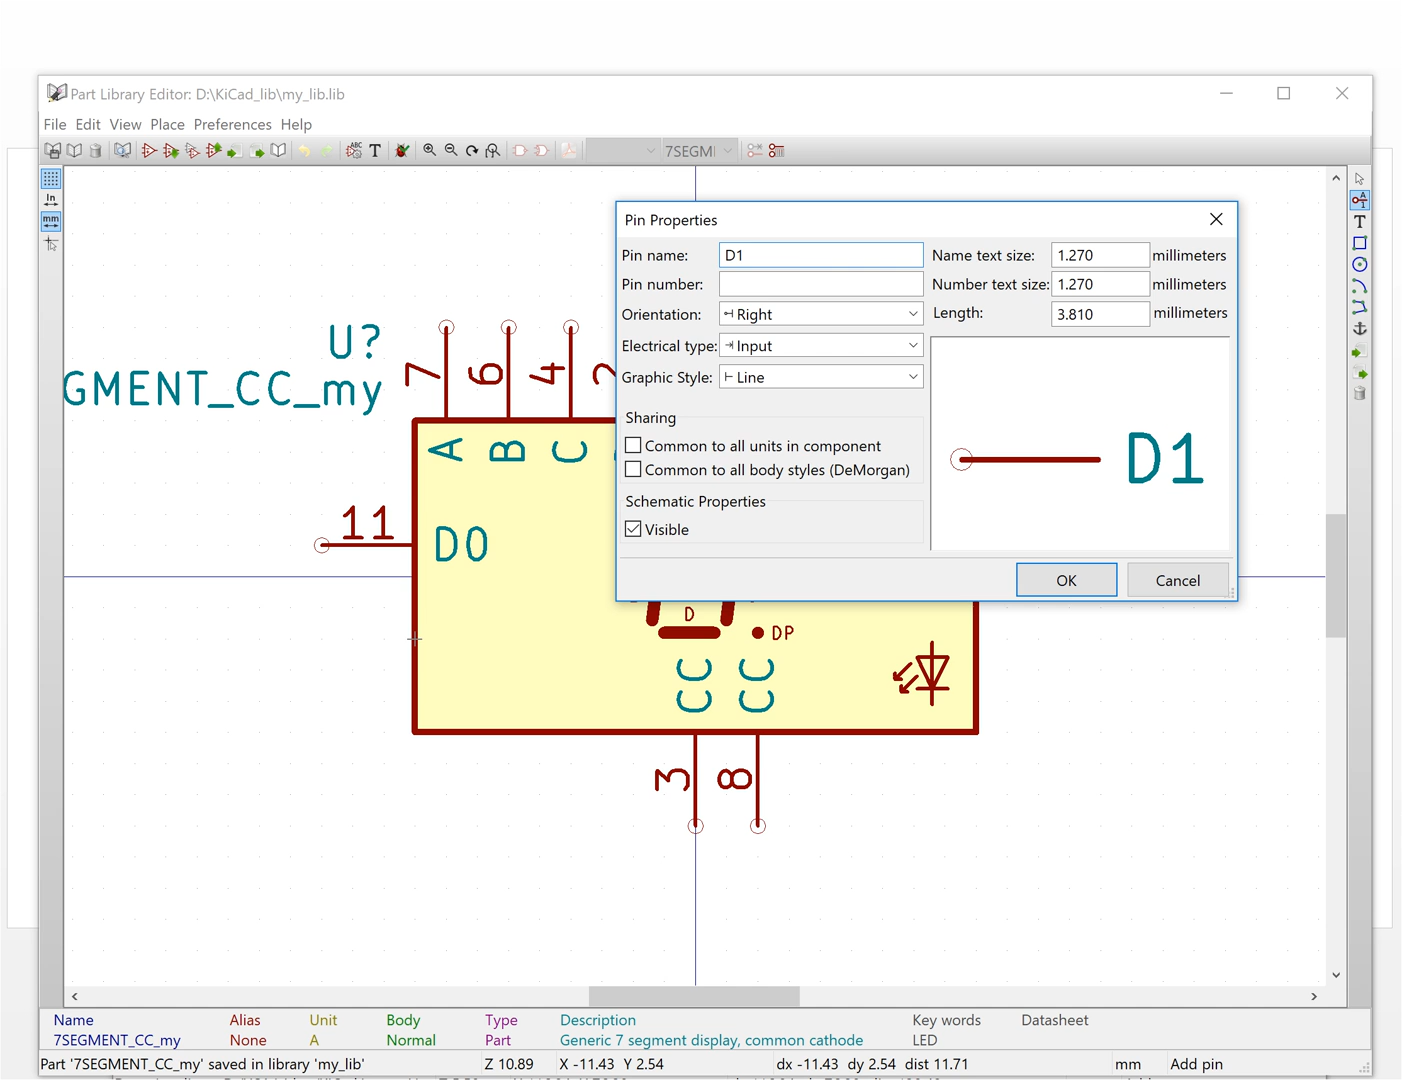 Part Library Editor: D:\KiCad_lib\my_lib.lib
File Edit View Place Preferences Help
T
7SEGM
In
mm
T
Pin Properties
Pin name: D1 Name text size: 1.270 millimeters
Pin number: Number text size: 1.270 millimeters
Orientation: Right Length: 3.810 millimeters
Electrical type: Input
Graphic Style: Line
Sharing
Common to all units in component
Common to all body styles (DeMorgan)
Schematic Properties
Visible
D1
OK Cancel
U?
GMENT_CC_my
7 6 4 2
A B C
11 D0
D
DP
CC CC
3 8
Name Alias Unit Body Type Description Key words Datasheet
7SEGMENT_CC_my None A Normal Part Generic 7 segment display, common cathode LED
Part '7SEGMENT_CC_my' saved in library 'my_lib' Z 10.89 X -11.43 Y 2.54 dx -11.43 dy 2.54 dist 11.71 mm Add pin